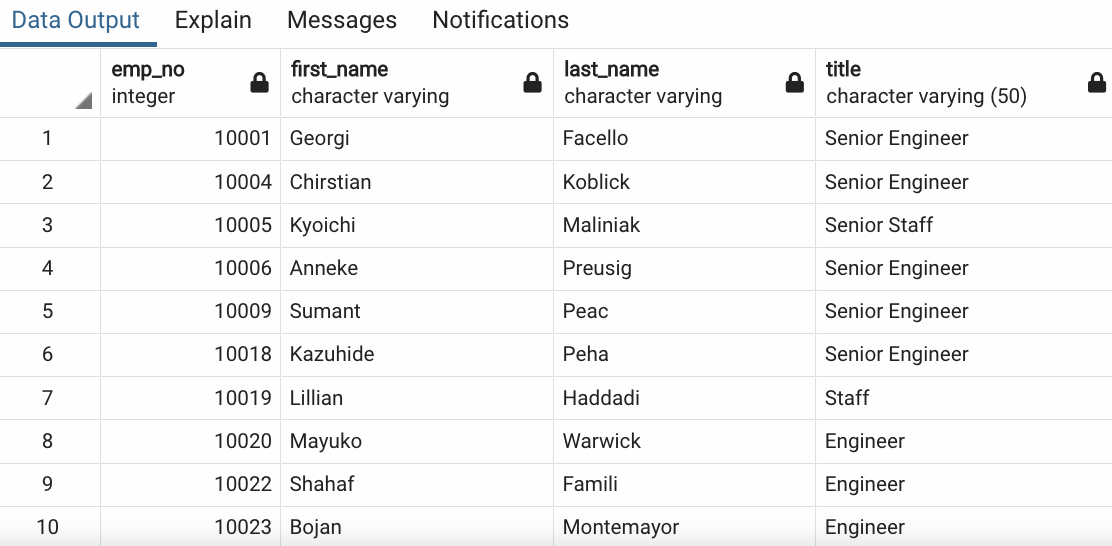 Data Output Explain Messages Notifications
emp_no first_name last_name title
integer character varying character varying character varying (50)
1 10001 Georgi Facello Senior Engineer
2 10004 Chirstian Koblick Senior Engineer
3 10005 Kyoichi Maliniak Senior Staff
4 10006 Anneke Preusig Senior Engineer
5 10009 Sumant Peac Senior Engineer
6 10018 Kazuhide Peha Senior Engineer
7 10019 Lillian Haddadi Staff
8 10020 Mayuko Warwick Engineer
9 10022 Shahaf Famili Engineer
10 10023 Bojan Montemayor Engineer